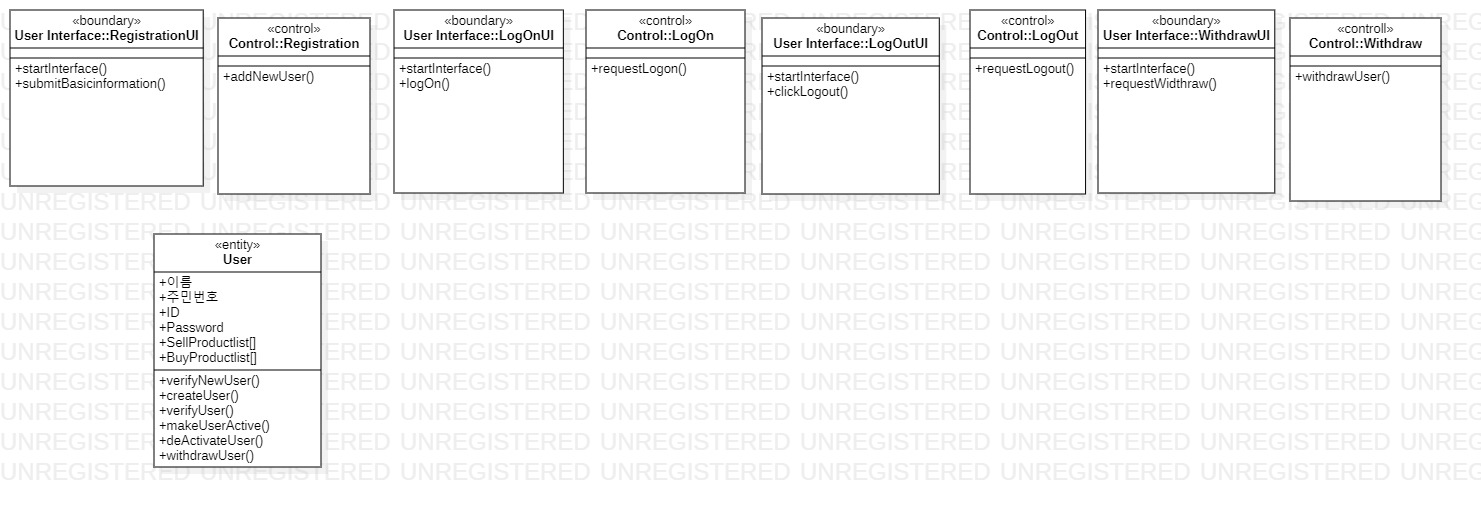 «boundary»
User Interface::RegistrationUI
+startInterface()
+submitBasicinformation()
«control»
Control::Registration
+addNewUser()
«boundary»
User Interface::LogOnUI
+startInterface()
+logOn()
«control»
Control::LogOn
+requestLogon()
«boundary»
User Interface::LogOutUI
+startInterface()
+clickLogout()
«control»
Control::LogOut
+requestLogout()
«boundary»
User Interface::WithdrawUI
+startInterface()
+requestWidthraw()
«controll»
Control::Withdraw
+withdrawUser()
«entity»
User
+이름
+주민번호
+ID
+Password
+SellProductlist[]
+BuyProductlist[]
+verifyNewUser()
+createUser()
+verifyUser()
+makeUserActive()
+deActivateUser()
+withdrawUser()
UNREGISTERED UNREGISTERED UNREGISTERED UNREGISTERED UNREGISTERED UNREGISTERED UNREGISTERED